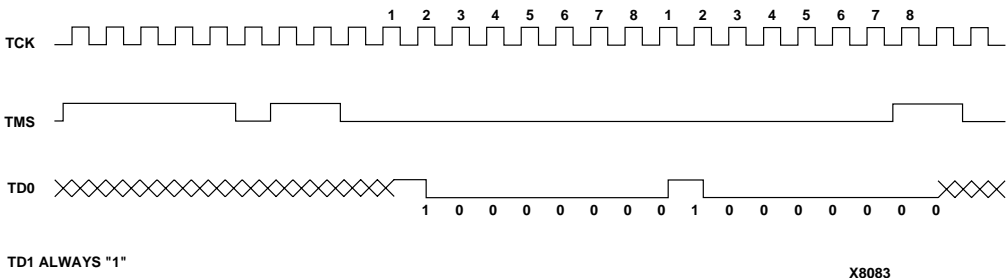 1 2 3 4 5 6 7 8 1 2 3 4 5 6 7 8
TCK
TMS
TD0
1 0 0 0 0 0 0 0 1 0 0 0 0 0 0 0
TD1 ALWAYS "1"
X8083